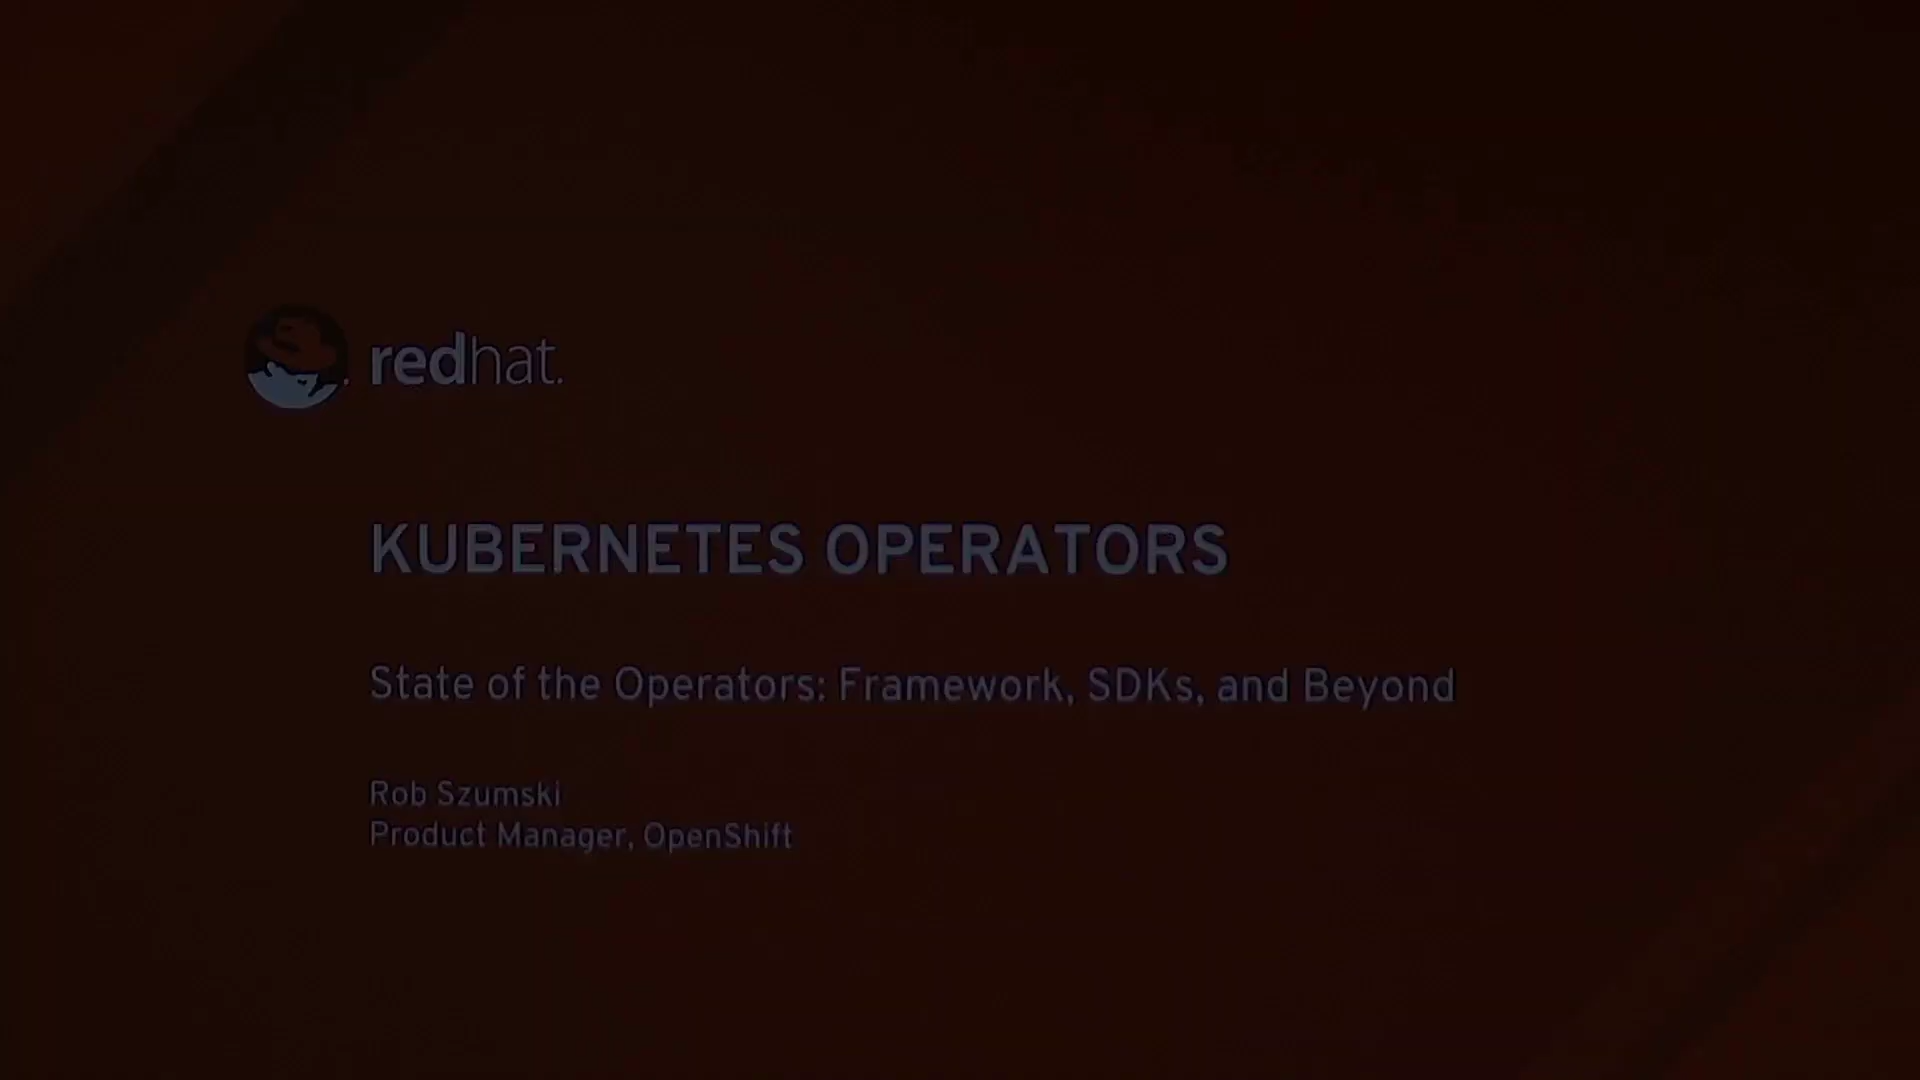 redhat.
KUBERNETES OPERATORS
State of the Operators: Framework, SDKs, and Beyond
Rob Szumski
Product Manager, OpenShift